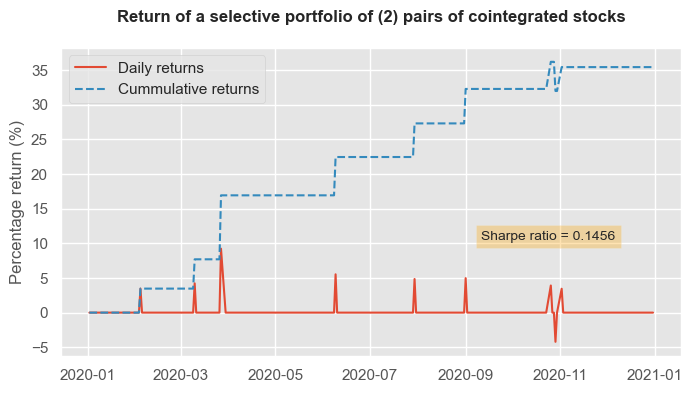 Return of a selective portfolio of (2) pairs of cointegrated stocks
Daily returns
Cummulative returns
Percentage return (%)
35
30
25
20
15
10
5
0
−5
Sharpe ratio = 0.1456
2020-01 2020-03 2020-05 2020-07 2020-09 2020-11 2021-01